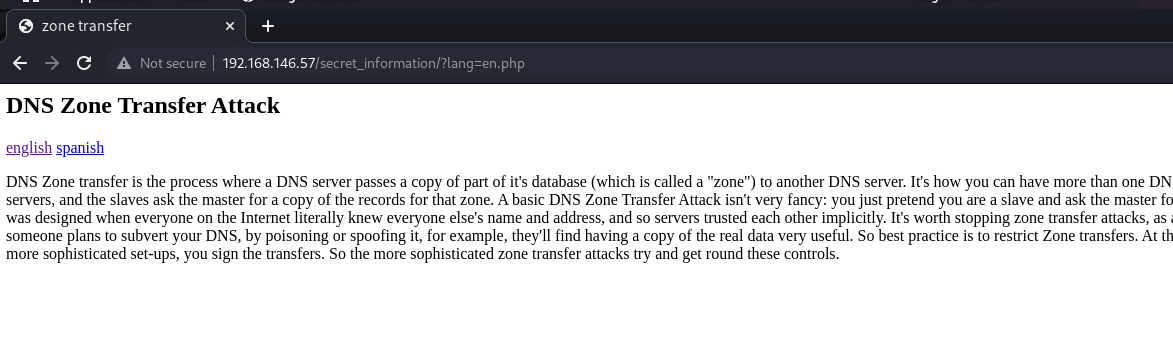 zone transfer
Not secure
192.168.146.57/secret_information/?lang=en.php
DNS Zone Transfer Attack
english spanish
DNS Zone transfer is the process where a DNS server passes a copy of part of it's database (which is called a "zone") to another DNS server. It's how you can have more than one DN
servers, and the slaves ask the master for a copy of the records for that zone. A basic DNS Zone Transfer Attack isn't very fancy: you just pretend you are a slave and ask the master fo
was designed when everyone on the Internet literally knew everyone else's name and address, and so servers trusted each other implicitly. It's worth stopping zone transfer attacks, as a
someone plans to subvert your DNS, by poisoning or spoofing it, for example, they'll find having a copy of the real data very useful. So best practice is to restrict Zone transfers. At th
more sophisticated set-ups, you sign the transfers. So the more sophisticated zone transfer attacks try and get round these controls.